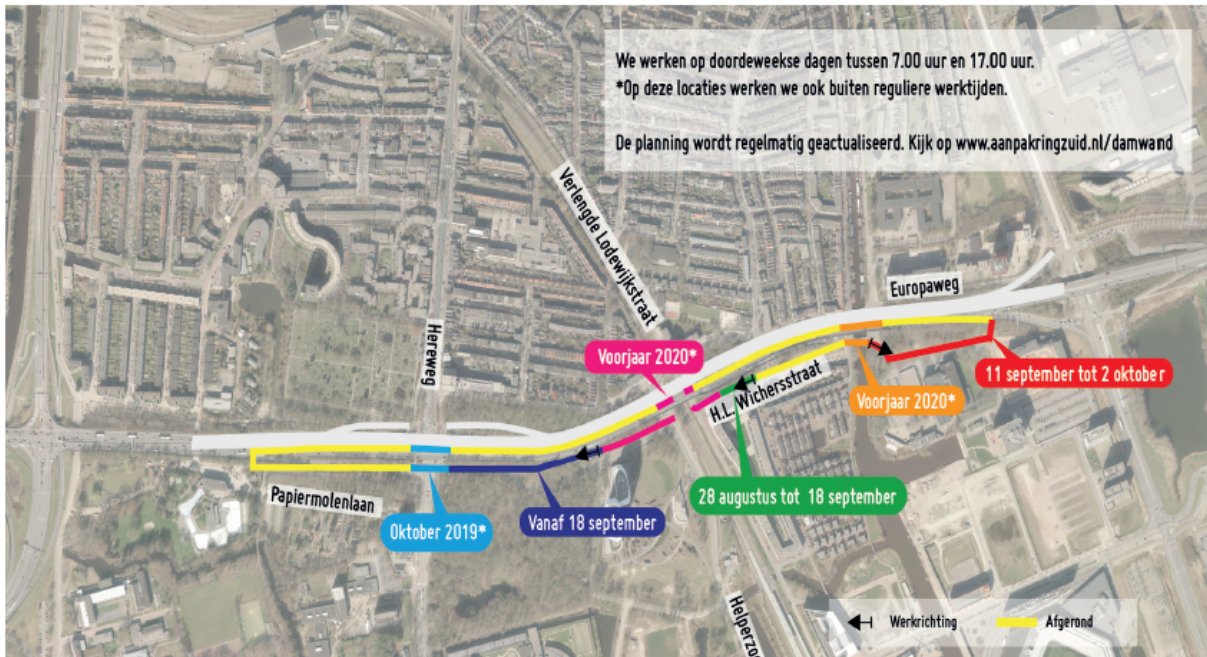 We werken op doordeweekse dagen tussen 7.00 uur en 17.00 uur.
*Op deze locaties werken we ook buiten reguliere werktijden.
De planning wordt regelmatig geactualiseerd. Kijk op www.aanpakringzuid.nl/damwand
Verlengde Lodewijkstraat
Europaweg
Hereweg
Voorjaar 2020*
11 september tot 2 oktober
H.L. Wichersstraat
Voorjaar 2020*
28 augustus tot 18 september
Papiermolenlaan
Oktober 2019*
Vanaf 18 september
Werkrichting
Afgerond